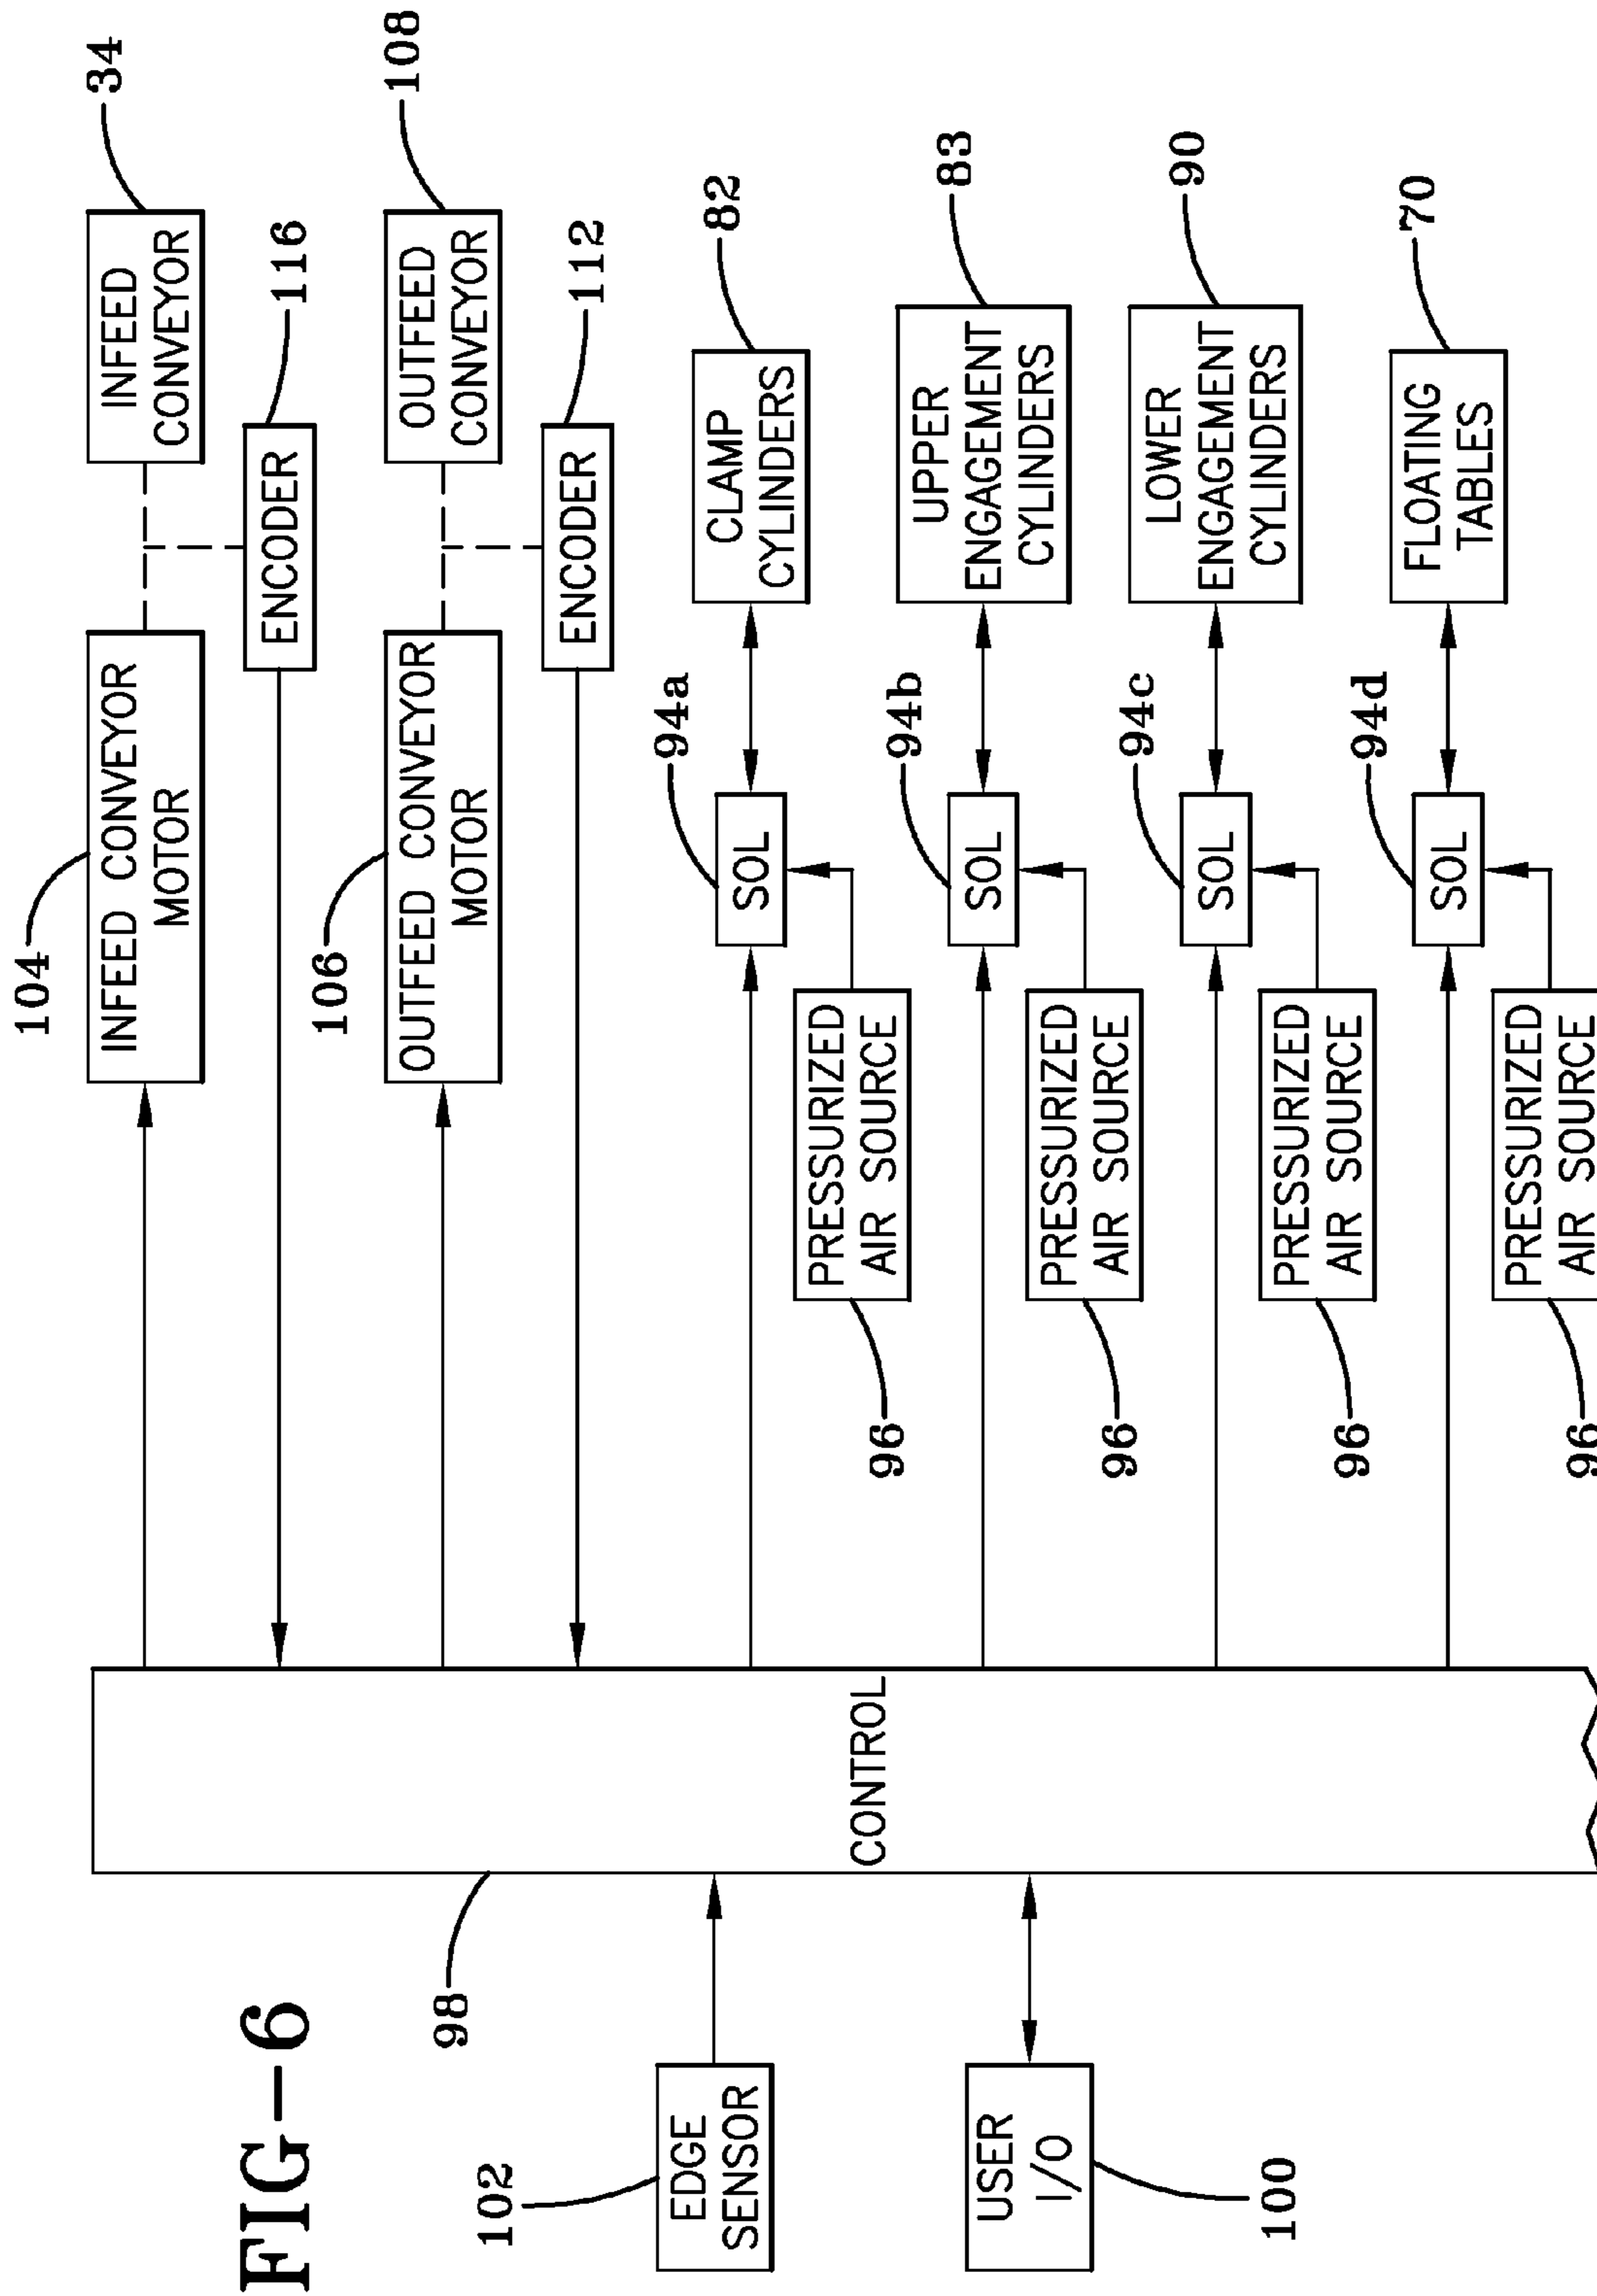 FIG-6
104
INFEED CONVEYOR
MOTOR
INFEED
CONVEYOR
34
ENCODER
116
106
OUTFEED CONVEYOR
MOTOR
OUTFEED
CONVEYOR
108
ENCODER
112
98
CONTROL
102
EDGE
SENSOR
USER
I/O
100
94a
SOL
CLAMP
CYLINDERS
82
PRESSURIZED
AIR SOURCE
96
94b
SOL
UPPER
ENGAGEMENT
CYLINDERS
83
PRESSURIZED
AIR SOURCE
96
94c
SOL
LOWER
ENGAGEMENT
CYLINDERS
90
PRESSURIZED
AIR SOURCE
96
94d
SOL
FLOATING
TABLES
70
PRESSURIZED
AIR SOURCE
96